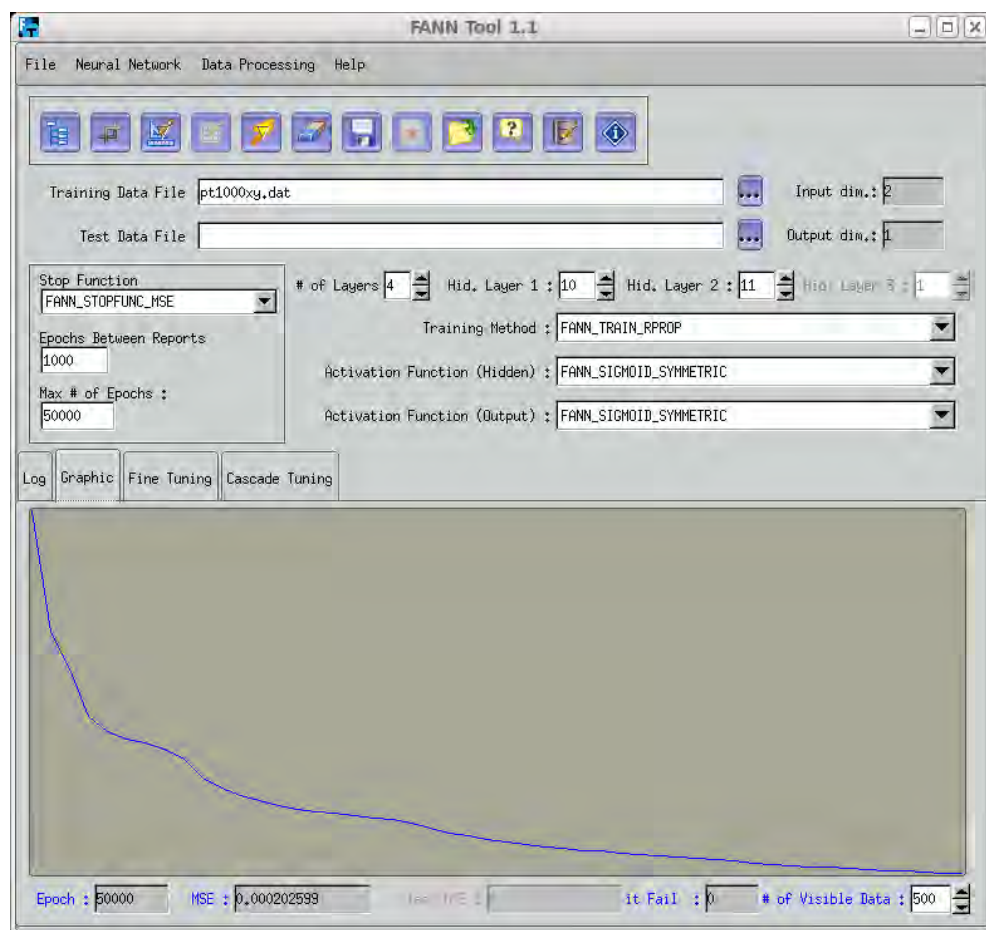 FANN Tool 1.1
File Neural Network Data Processing Help
Training Data File pt1000xy.dat Input dim.: 2
Test Data File Output dim.: 1
Stop Function
FANN_STOPFUNC_MSE
# of Layers 4 Hid. Layer 1 : 10 Hid. Layer 2 : 11 Hid. Layer 3 : 1
Training Method : FANN_TRAIN_RPROP
Epochs Between Reports
1000
Activation Function (Hidden) : FANN_SIGMOID_SYMMETRIC
Max # of Epochs :
50000
Activation Function (Output) : FANN_SIGMOID_SYMMETRIC
Log Graphic Fine Tuning Cascade Tuning
Epoch : 50000 MSE : 0.000202599 it Fail : 0 # of Visible Data : 500